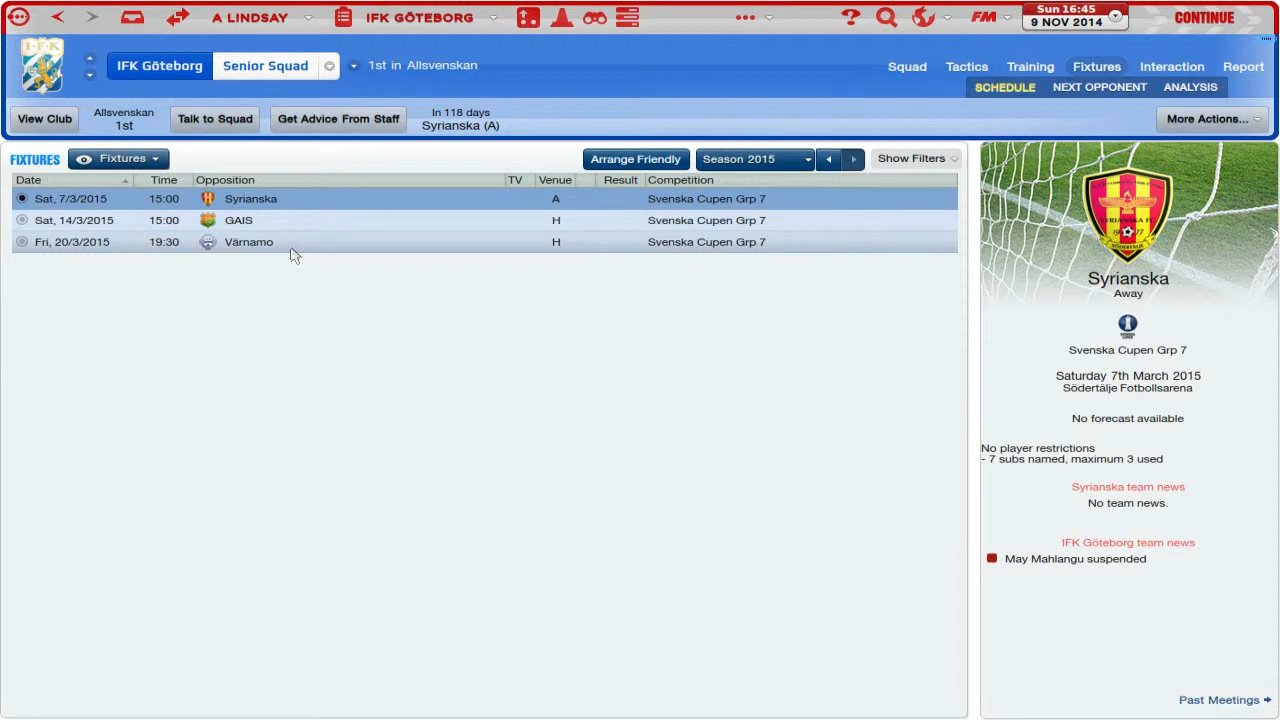 A LINDSAY IFK GÖTEBORG FM Sun 16:45 CONTINUE
9 NOV 2014
I·F·K
IFK Göteborg Senior Squad 1st in Allsvenskan Squad Tactics Training Fixtures Interaction Report
SCHEDULE NEXT OPPONENT ANALYSIS
View Club Allsvenskan Talk to Squad Get Advice From Staff In 118 days More Actions...
1st Syrianska (A)
FIXTURES Fixtures Arrange Friendly Season 2015 Show Filters
Date Time Opposition TV Venue Result Competition
Sat, 7/3/2015 15:00 Syrianska A Svenska Cupen Grp 7
Sat, 14/3/2015 15:00 GAIS H Svenska Cupen Grp 7
Fri, 20/3/2015 19:30 Värnamo H Svenska Cupen Grp 7
SYRIANSKA FC
19 77
SÖDERTÄLJE
Syrianska
Away
Svenska Cupen Grp 7
Saturday 7th March 2015
Södertälje Fotbollsarena
No forecast available
No player restrictions
- 7 subs named, maximum 3 used
Syrianska team news
No team news.
IFK Göteborg team news
May Mahlangu suspended
Past Meetings